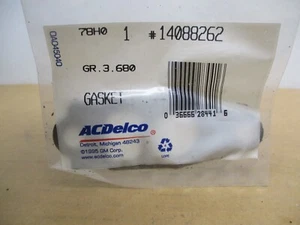 78H0 1 #14088262
GR.3.680
GASKET
0 36666 28441 6
ACDelco
Detroit, Michigan 48243
©1995 GM Corp.
www.acdelco.com